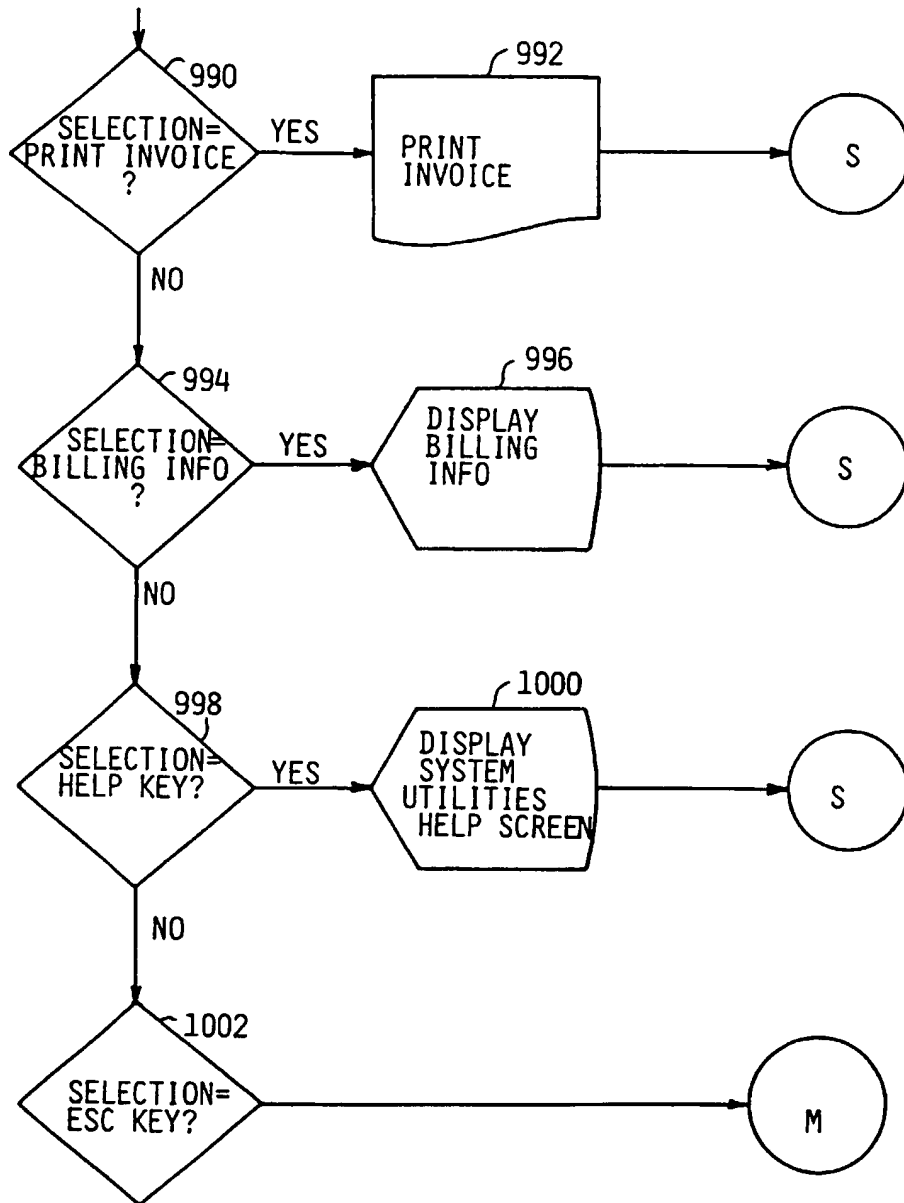 990
SELECTION=
PRINT INVOICE
?
YES
992
PRINT
INVOICE
S
NO
994
SELECTION=
BILLING INFO
?
YES
996
DISPLAY
BILLING
INFO
S
NO
998
SELECTION=
HELP KEY?
YES
1000
DISPLAY
SYSTEM
UTILITIES
HELP SCREEN
S
NO
1002
SELECTION=
ESC KEY?
M